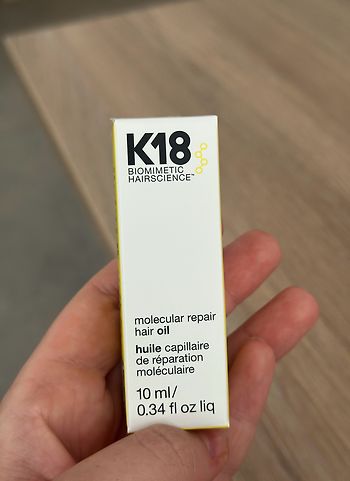 K18
BIOMIMETIC
HAIRSCIENCE™
molecular repair
hair oil
huile capillaire
de réparation
moléculaire
10 ml/
0.34 fl oz liq